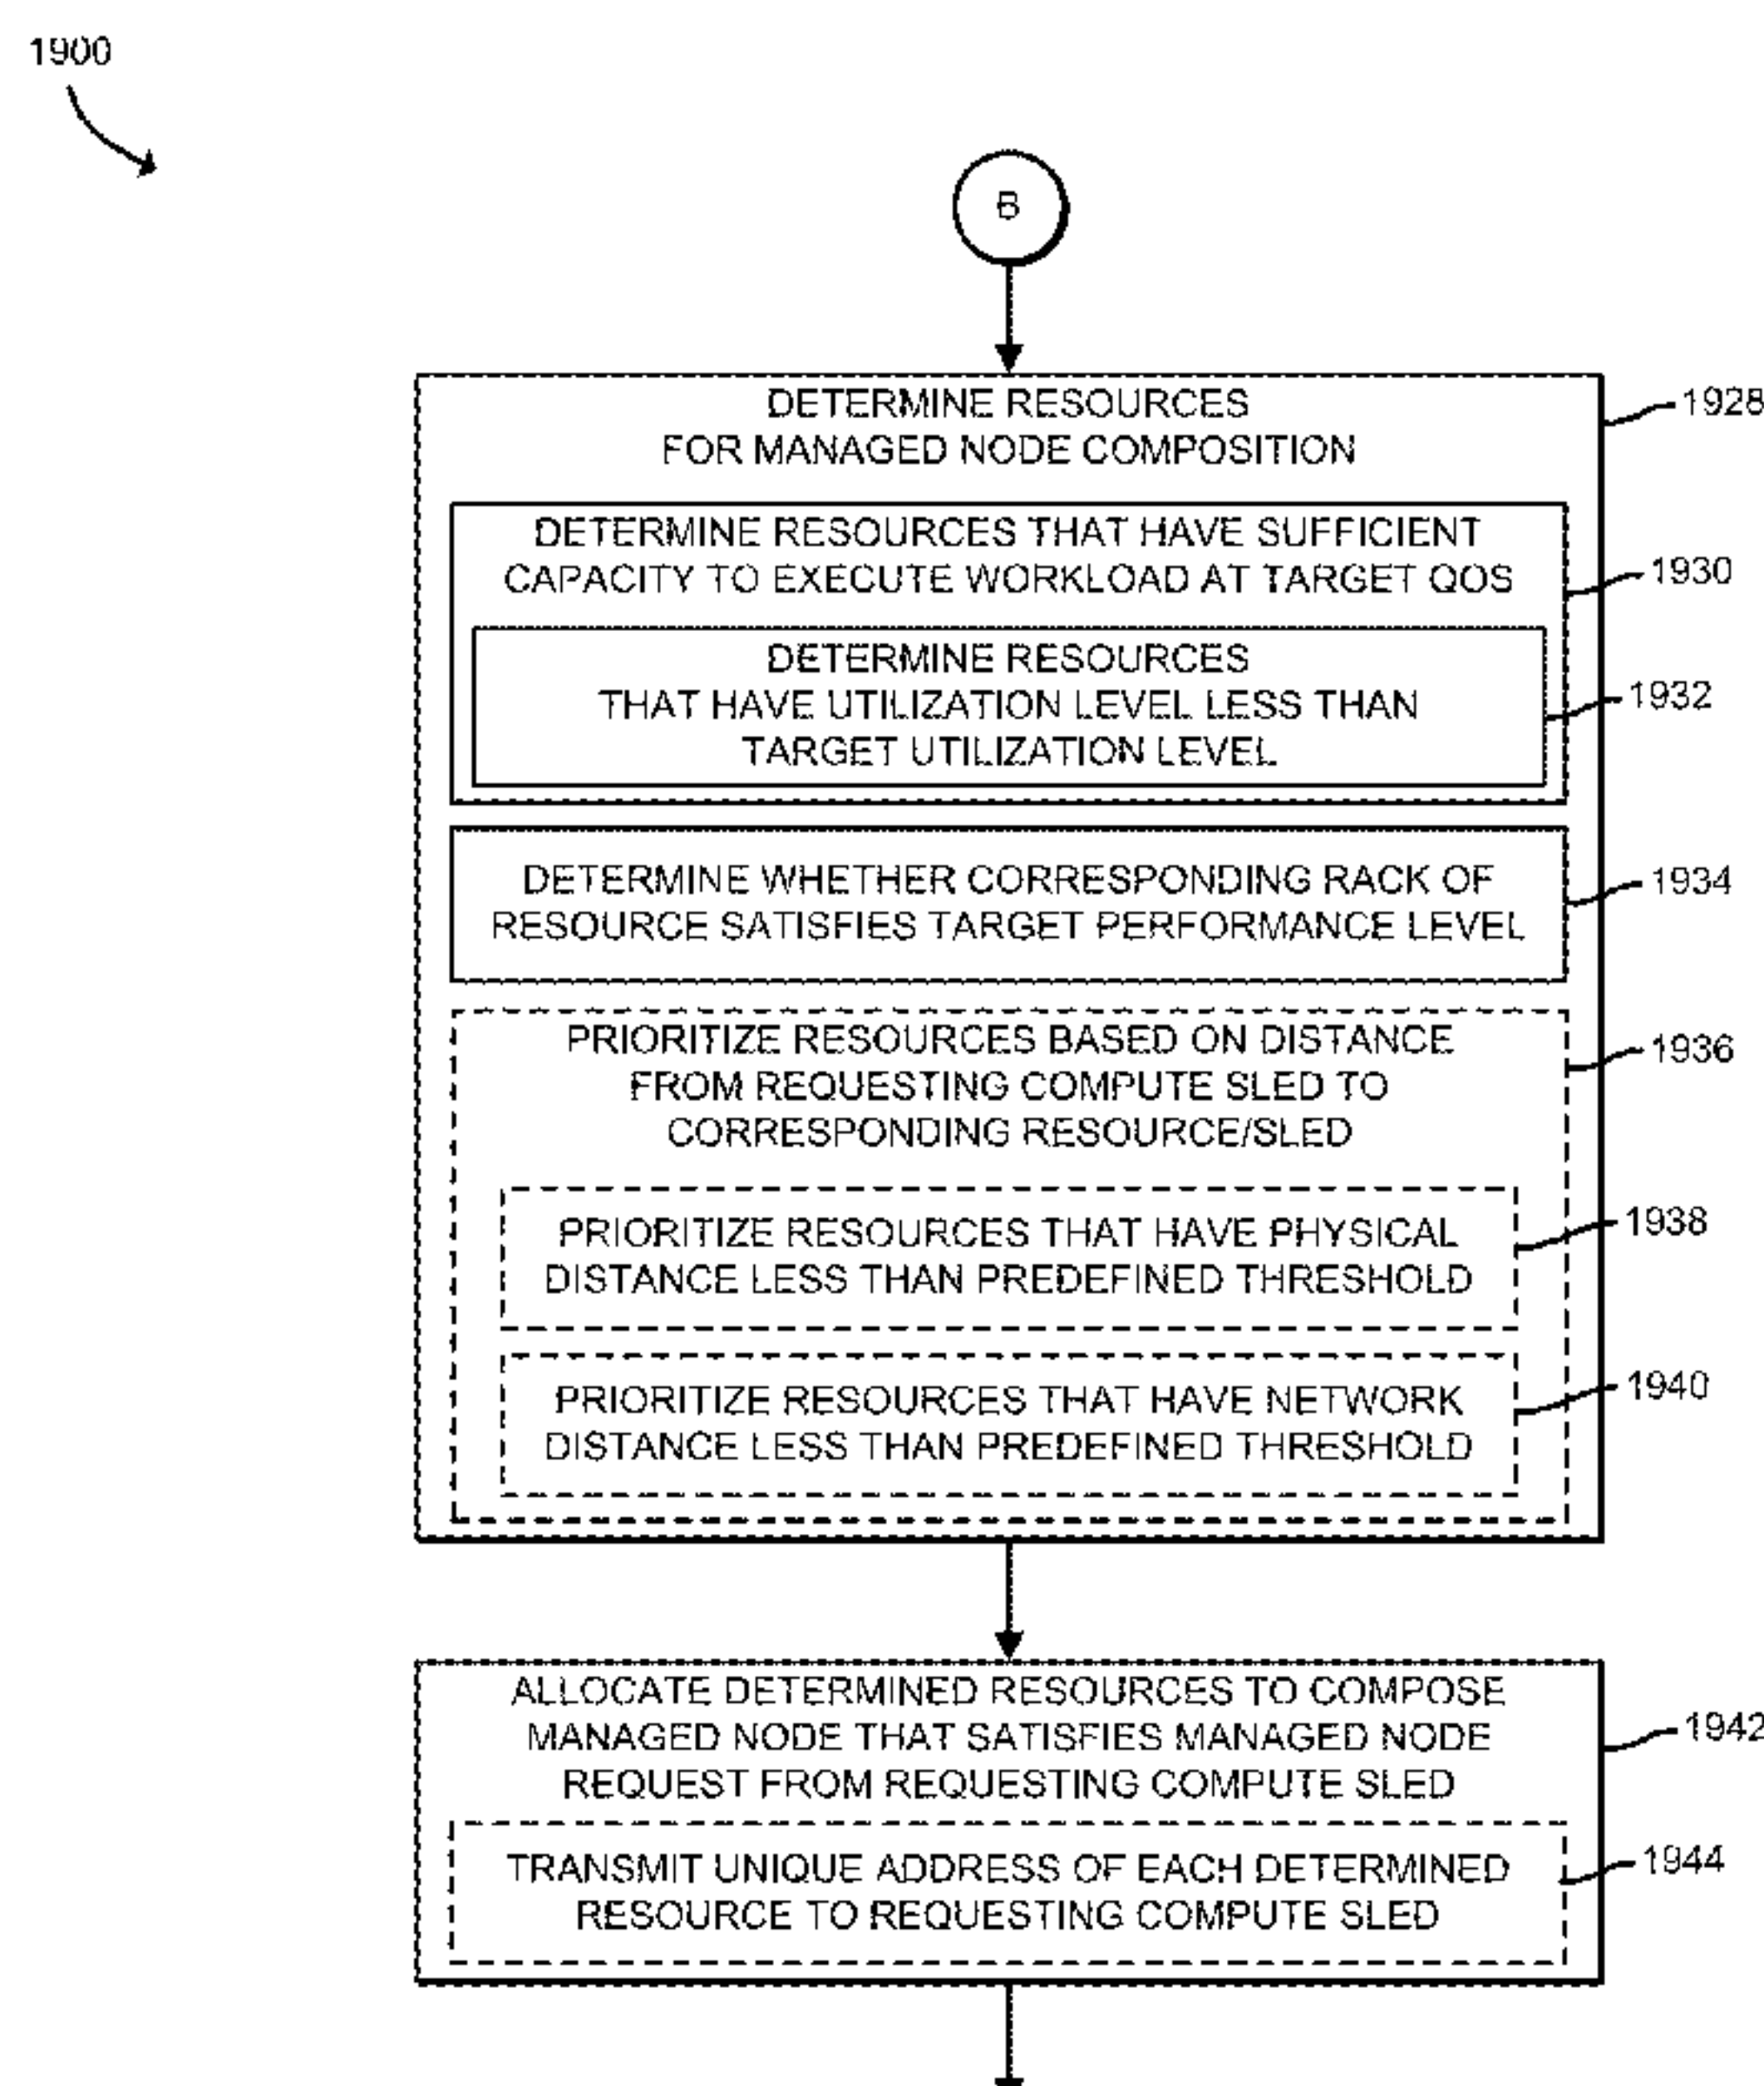 1900
B
DETERMINE RESOURCES
FOR MANAGED NODE COMPOSITION
1928
DETERMINE RESOURCES THAT HAVE SUFFICIENT
CAPACITY TO EXECUTE WORKLOAD AT TARGET QOS
1930
DETERMINE RESOURCES
THAT HAVE UTILIZATION LEVEL LESS THAN
TARGET UTILIZATION LEVEL
1932
DETERMINE WHETHER CORRESPONDING RACK OF
RESOURCE SATISFIES TARGET PERFORMANCE LEVEL
1934
PRIORITIZE RESOURCES BASED ON DISTANCE
FROM REQUESTING COMPUTE SLED TO
CORRESPONDING RESOURCE/SLED
1936
PRIORITIZE RESOURCES THAT HAVE PHYSICAL
DISTANCE LESS THAN PREDEFINED THRESHOLD
1938
PRIORITIZE RESOURCES THAT HAVE NETWORK
DISTANCE LESS THAN PREDEFINED THRESHOLD
1940
ALLOCATE DETERMINED RESOURCES TO COMPOSE
MANAGED NODE THAT SATISFIES MANAGED NODE
REQUEST FROM REQUESTING COMPUTE SLED
1942
TRANSMIT UNIQUE ADDRESS OF EACH DETERMINED
RESOURCE TO REQUESTING COMPUTE SLED
1944